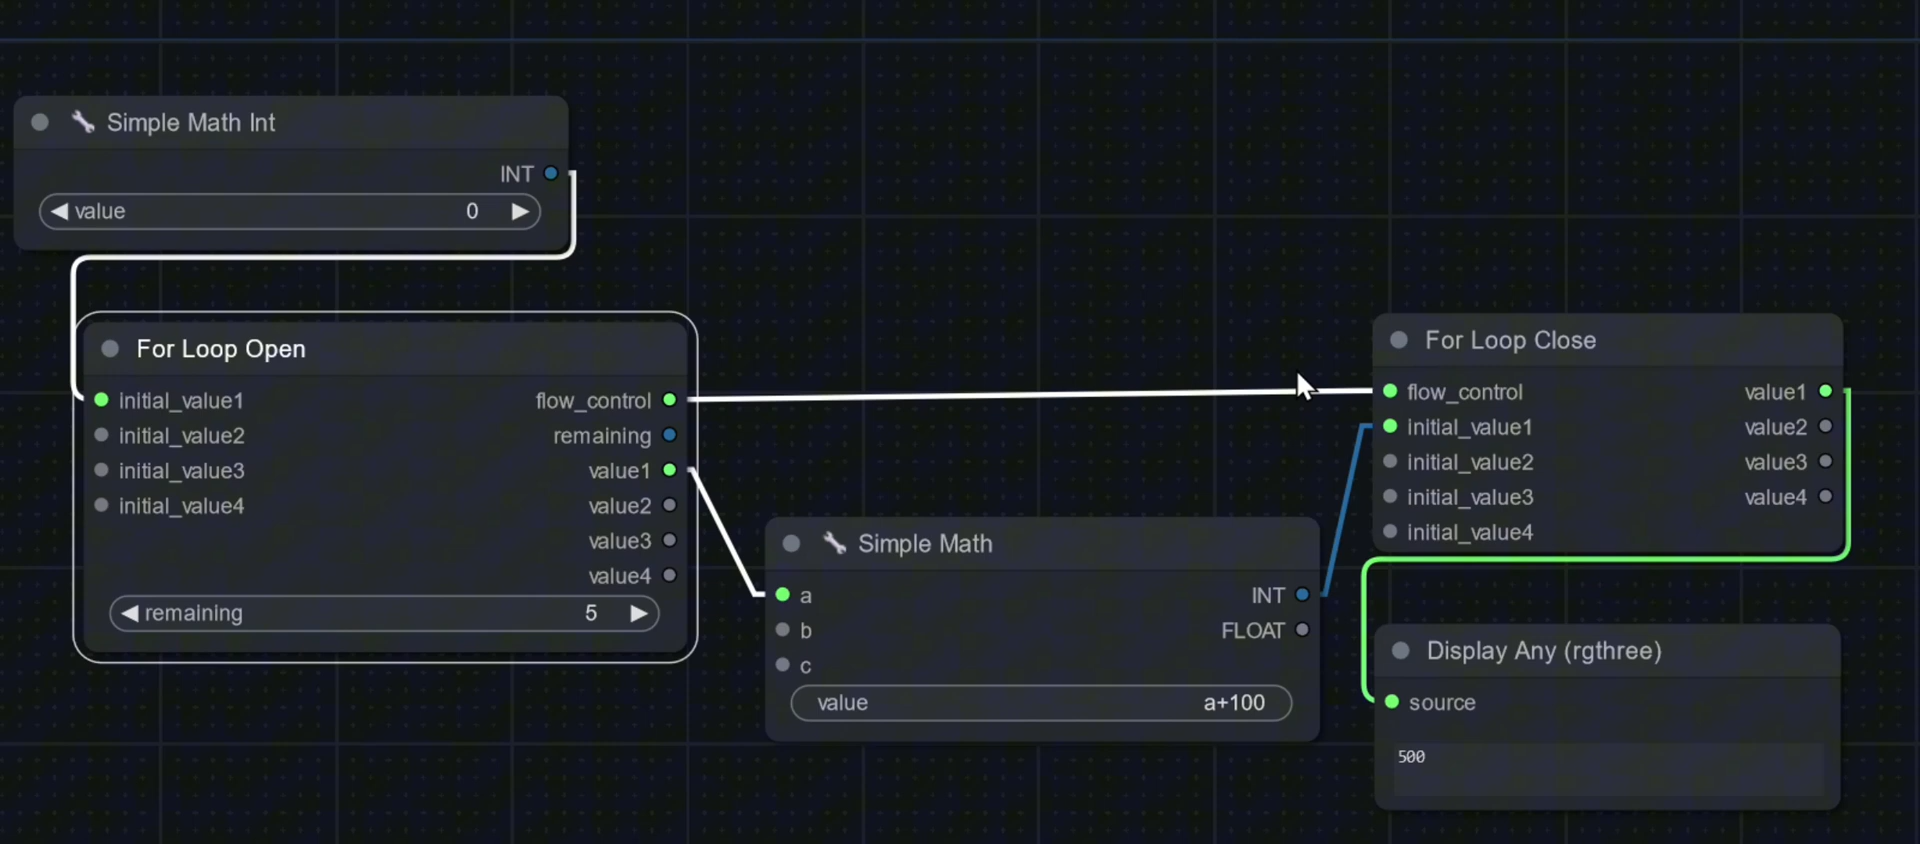 Simple Math Int
INT
value 0
For Loop Open
initial_value1 flow_control
initial_value2 remaining
initial_value3 value1
initial_value4 value2
value3
value4
remaining 5
Simple Math
a INT
b FLOAT
c
value a+100
For Loop Close
flow_control value1
initial_value1 value2
initial_value2 value3
initial_value3 value4
initial_value4
Display Any (rgthree)
source
500